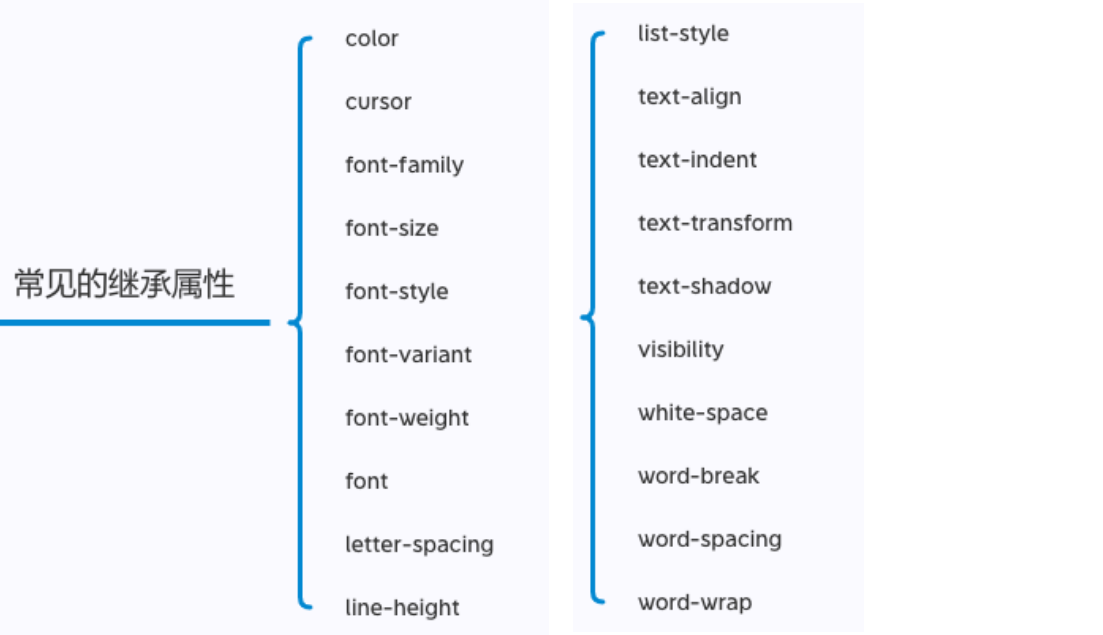 常见的继承属性
color
cursor
font-family
font-size
font-style
font-variant
font-weight
font
letter-spacing
line-height
list-style
text-align
text-indent
text-transform
text-shadow
visibility
white-space
word-break
word-spacing
word-wrap